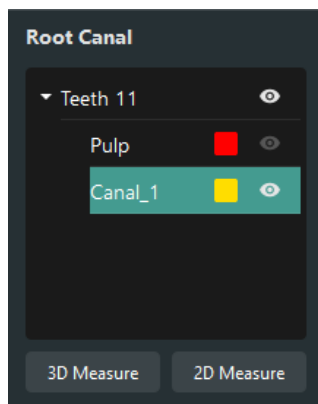 Root Canal
Teeth 11
Pulp
Canal_1
3D Measure 2D Measure